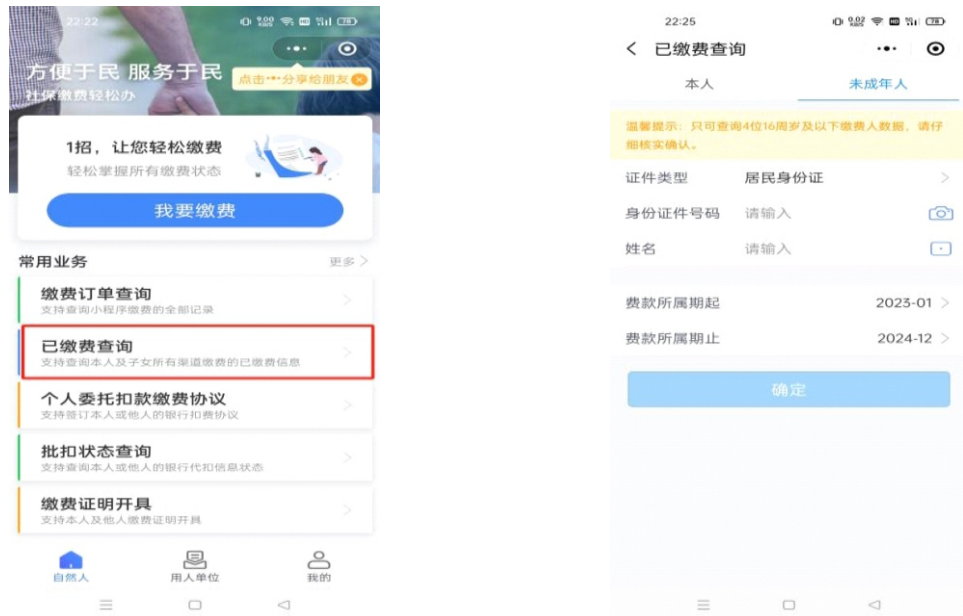 22:22
9.00 KB/S HD 5G 78
方便于民 服务于民
点击···分享给朋友
社保缴费轻松办
1招，让您轻松缴费
轻松掌握所有缴费状态
我要缴费
常用业务
更多
缴费订单查询
支持查询小程序缴费的全部记录
已缴费查询
支持查询本人及子女所有渠道缴费的已缴费信息
个人委托扣款缴费协议
支持签订本人或他人的银行扣费协议
批扣状态查询
支持查询本人或他人的银行代扣信息状态
缴费证明开具
支持本人及他人缴费证明开具
自然人
用人单位
我的
22:25
0.02 KB/S HD 5G 78
已缴费查询
本人
未成年人
温馨提示：只可查询4位16周岁及以下缴费人数据，请仔
细核实确认。
证件类型 居民身份证
身份证件号码 请输入
姓名 请输入
费款所属期起 2023-01
费款所属期止 2024-12
确定